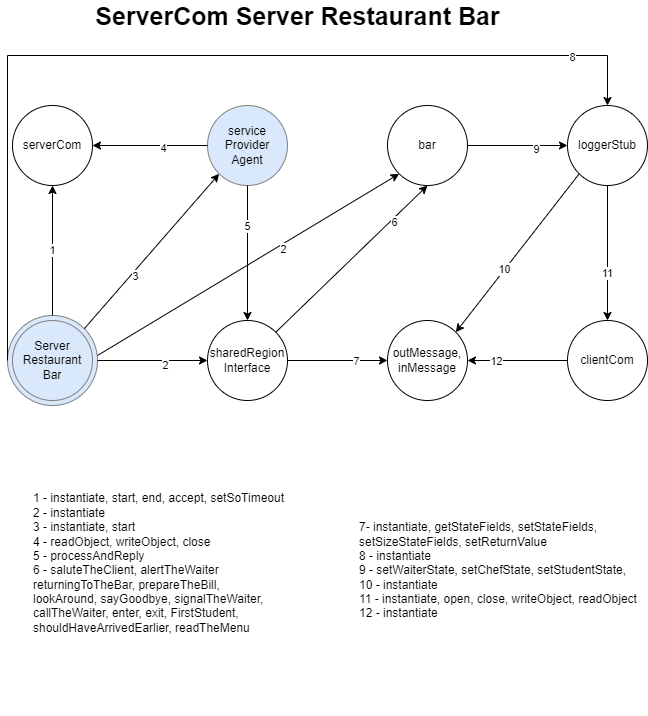 ServerCom Server Restaurant Bar
8
serverCom
4
service
Provider
Agent
bar
9
loggerStub
1
3
5
2
6
10
11
Server
Restaurant
Bar
2
sharedRegion
Interface
7
outMessage,
inMessage
12
clientCom
1 - instantiate, start, end, accept, setSoTimeout
2 - instantiate
3 - instantiate, start
4 - readObject, writeObject, close
5 - processAndReply
6 - saluteTheClient, alertTheWaiter
returningToTheBar, prepareTheBill,
lookAround, sayGoodbye, signalTheWaiter,
callTheWaiter, enter, exit, FirstStudent,
shouldHaveArrivedEarlier, readTheMenu
7- instantiate, getStateFields, setStateFields,
setSizeStateFields, setReturnValue
8 - instantiate
9 - setWaiterState, setChefState, setStudentState,
10 - instantiate
11 - instantiate, open, close, writeObject, readObject
12 - instantiate